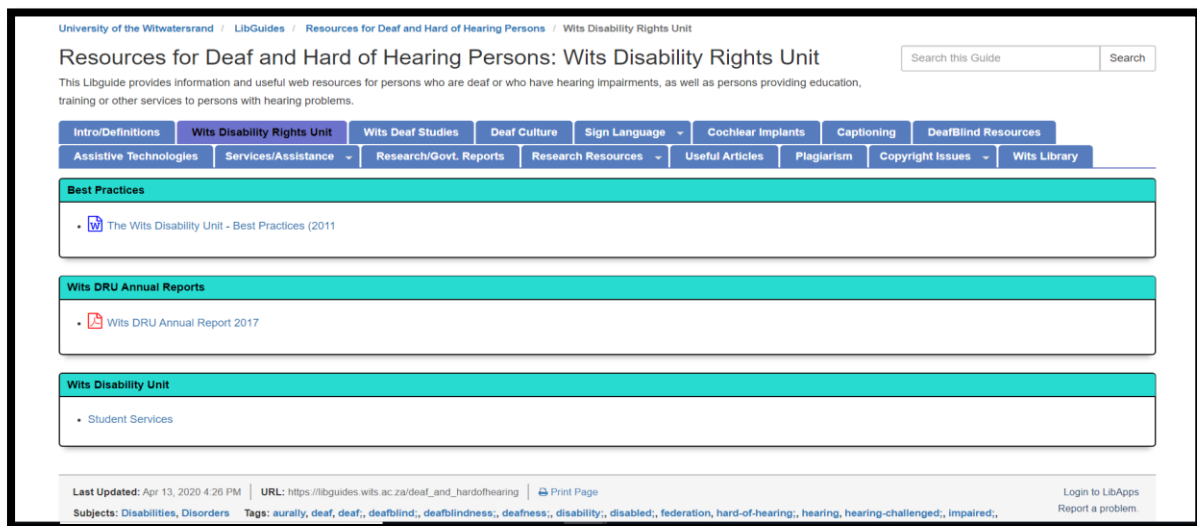 University of the Witwatersrand / LibGuides / Resources for Deaf and Hard of Hearing Persons / Wits Disability Rights Unit
Resources for Deaf and Hard of Hearing Persons: Wits Disability Rights Unit
Search this Guide Search
This Libguide provides information and useful web resources for persons who are deaf or who have hearing impairments, as well as persons providing education,
training or other services to persons with hearing problems.
Intro/Definitions Wits Disability Rights Unit Wits Deaf Studies Deaf Culture Sign Language Cochlear Implants Captioning DeafBlind Resources
Assistive Technologies Services/Assistance Research/Govt. Reports Research Resources Useful Articles Plagiarism Copyright Issues Wits Library
Best Practices
• The Wits Disability Unit - Best Practices (2011
Wits DRU Annual Reports
• Wits DRU Annual Report 2017
Wits Disability Unit
• Student Services
Last Updated: Apr 13, 2020 4:26 PM URL: https://libguides.wits.ac.za/deaf_and_hardofhearing Print Page Login to LibApps
Subjects: Disabilities, Disorders Tags: aurally, deaf, deaf;, deafblind;, deafblindness;, deafness;, disability;, disabled;, federation, hard-of-hearing;, hearing, hearing-challenged;, impaired;, Report a problem.